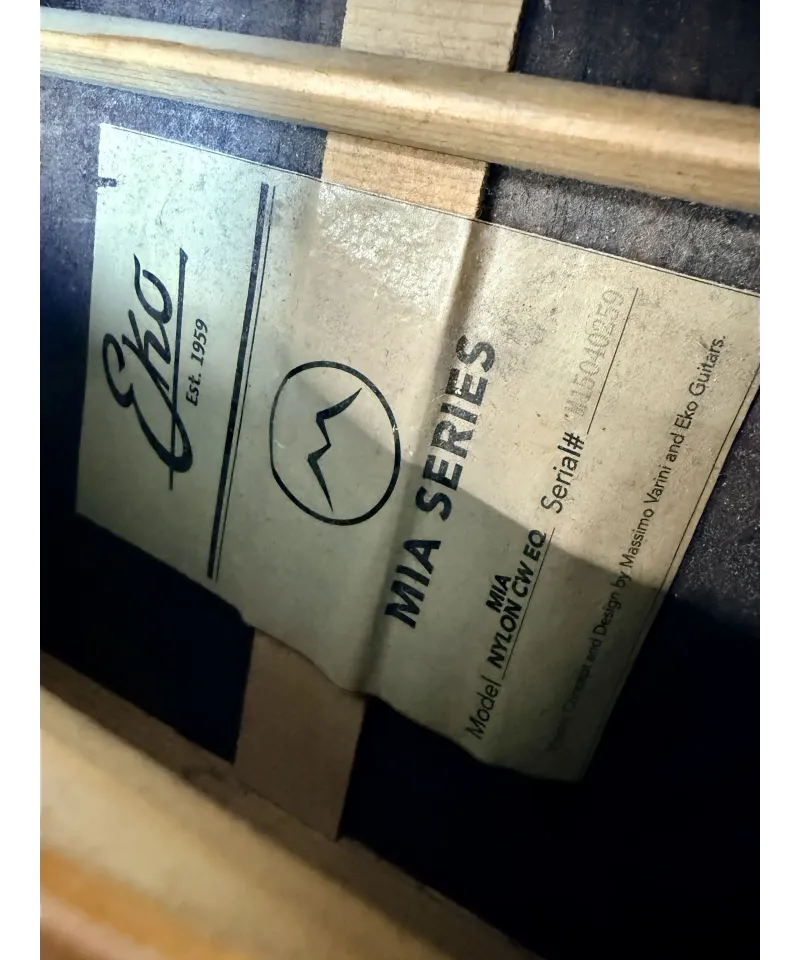 Eko
Est. 1959
MIA SERIES
MIA
Model NYLON CW EQ Serial# M15040259
Concept and Design by Massimo Varini and Eko Guitars.